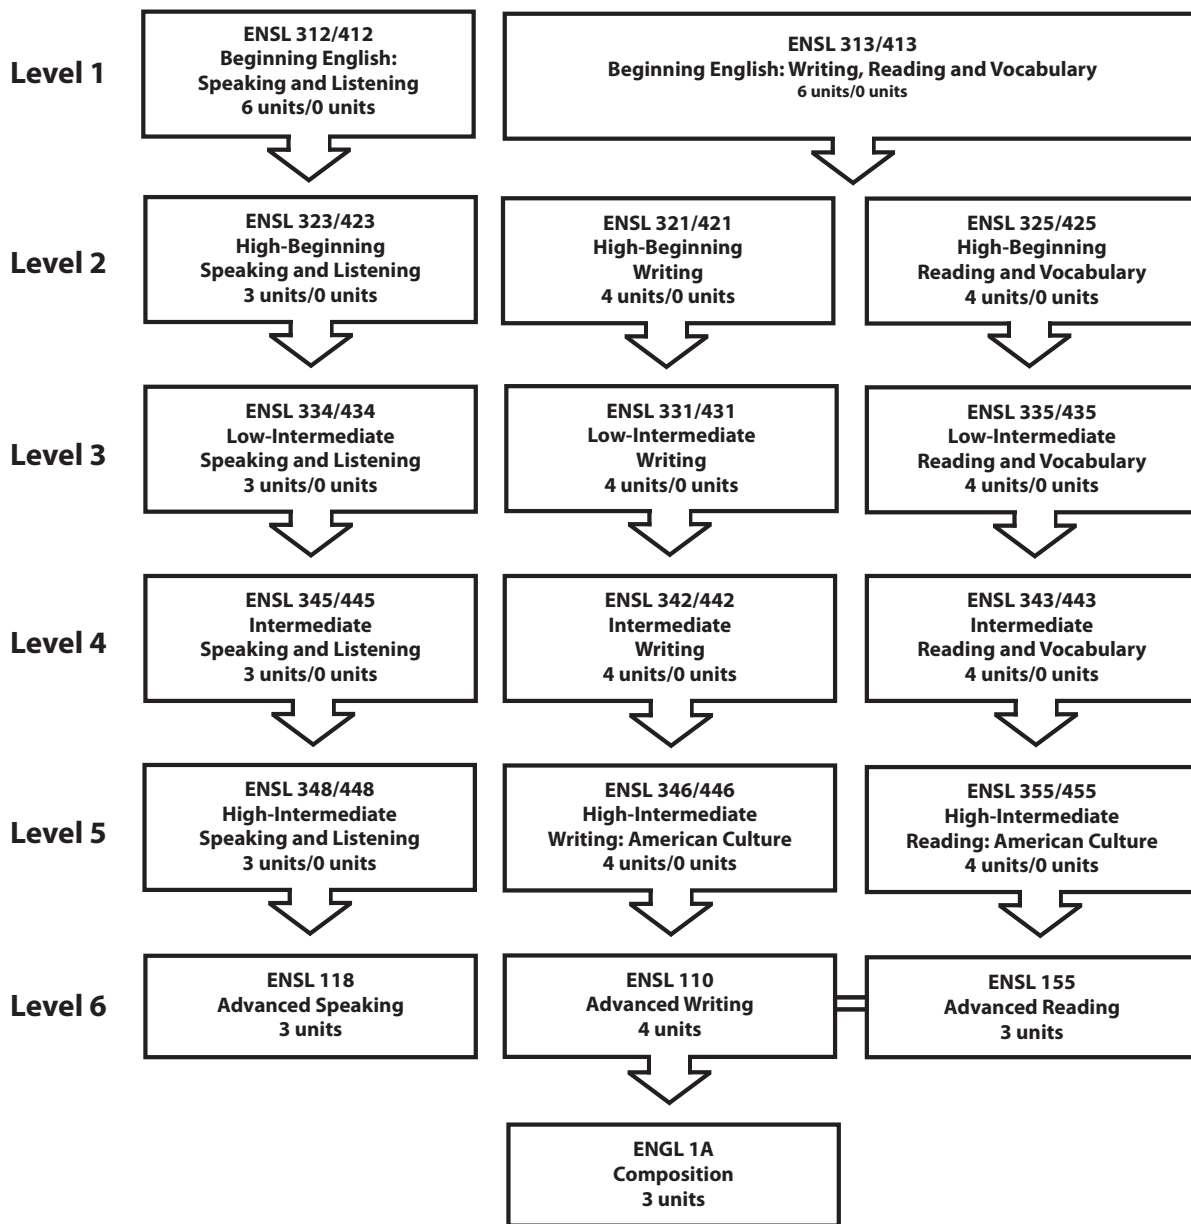 Level 1
ENSL 312/412
Beginning English:
Speaking and Listening
6 units/0 units
ENSL 313/413
Beginning English: Writing, Reading and Vocabulary
6 units/0 units
Level 2
ENSL 323/423
High-Beginning
Speaking and Listening
3 units/0 units
ENSL 321/421
High-Beginning
Writing
4 units/0 units
ENSL 325/425
High-Beginning
Reading and Vocabulary
4 units/0 units
Level 3
ENSL 334/434
Low-Intermediate
Speaking and Listening
3 units/0 units
ENSL 331/431
Low-Intermediate
Writing
4 units/0 units
ENSL 335/435
Low-Intermediate
Reading and Vocabulary
4 units/0 units
Level 4
ENSL 345/445
Intermediate
Speaking and Listening
3 units/0 units
ENSL 342/442
Intermediate
Writing
4 units/0 units
ENSL 343/443
Intermediate
Reading and Vocabulary
4 units/0 units
Level 5
ENSL 348/448
High-Intermediate
Speaking and Listening
3 units/0 units
ENSL 346/446
High-Intermediate
Writing: American Culture
4 units/0 units
ENSL 355/455
High-Intermediate
Reading: American Culture
4 units/0 units
Level 6
ENSL 118
Advanced Speaking
3 units
ENSL 110
Advanced Writing
4 units
ENSL 155
Advanced Reading
3 units
ENGL 1A
Composition
3 units